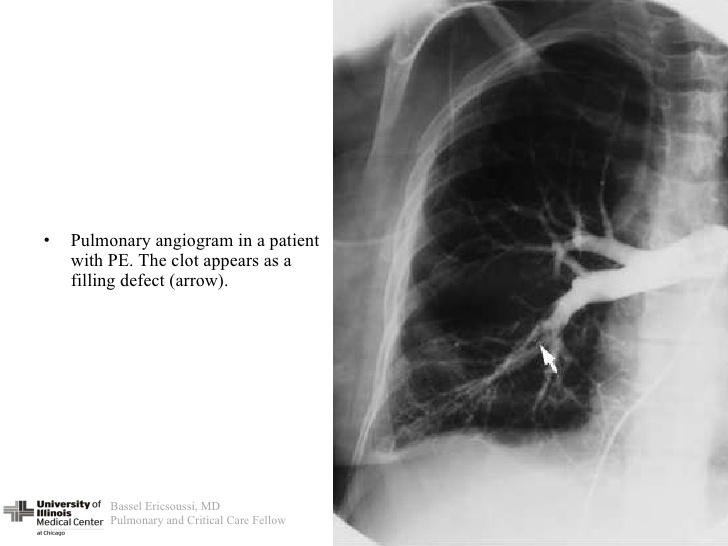 • Pulmonary angiogram in a patient
with PE. The clot appears as a
filling defect (arrow).
University of
Illinois
Medical Center
at Chicago
Bassel Ericsoussi, MD
Pulmonary and Critical Care Fellow